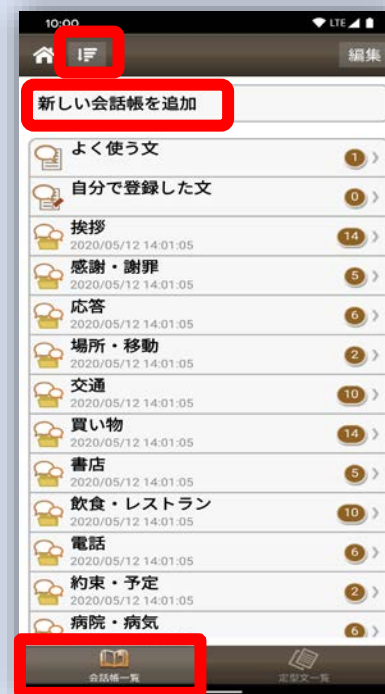 10:00 LTE
編集
新しい会話帳を追加
よく使う文 1
自分で登録した文 0
挨拶 14
2020/05/12 14:01:05
感謝・謝罪 5
2020/05/12 14:01:05
応答 6
2020/05/12 14:01:05
場所・移動 2
2020/05/12 14:01:05
交通 10
2020/05/12 14:01:05
買い物 14
2020/05/12 14:01:05
書店 5
2020/05/12 14:01:05
飲食・レストラン 10
2020/05/12 14:01:05
電話 6
2020/05/12 14:01:05
約束・予定 2
2020/05/12 14:01:05
病院・病気 6
会話帳一覧
定型文一覧